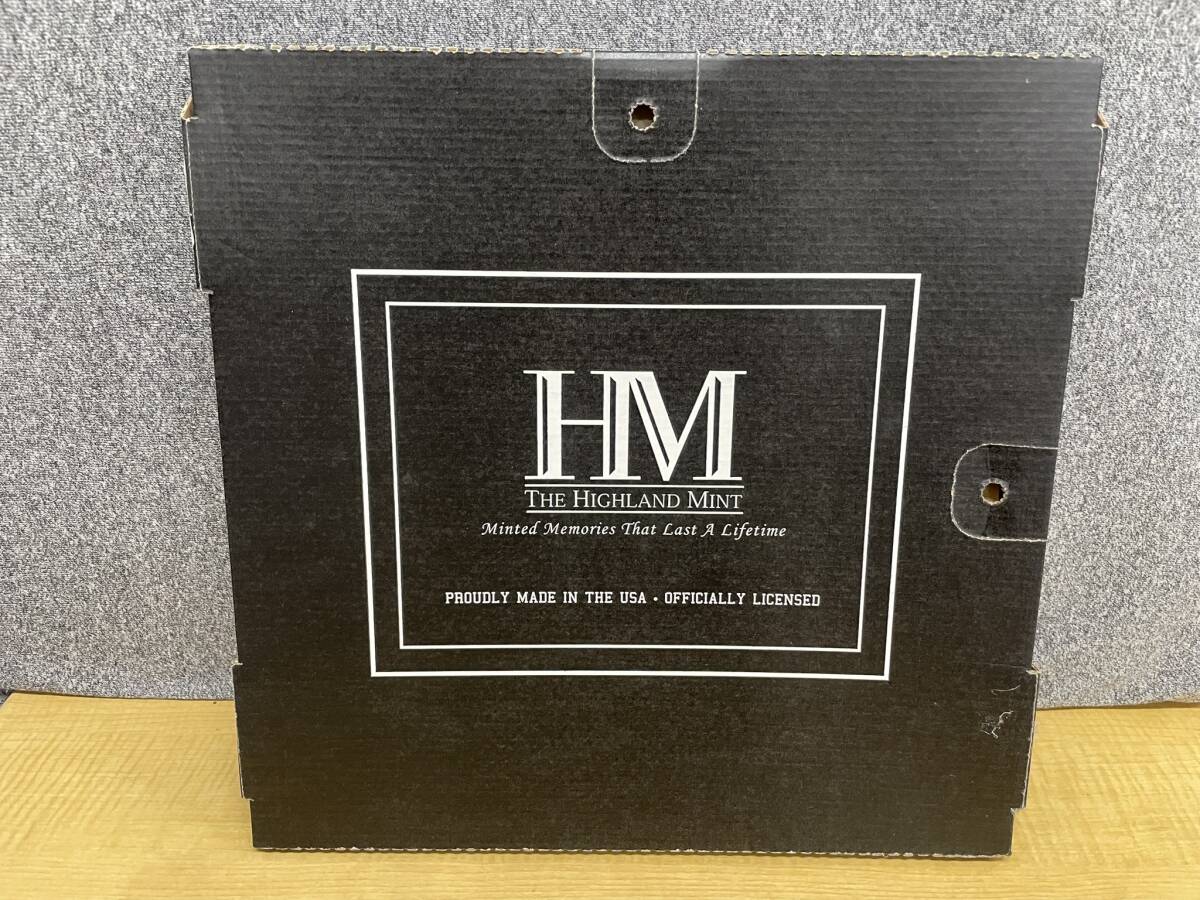 HM
THE HIGHLAND MINT
Minted Memories That Last A Lifetime
PROUDLY MADE IN THE USA • OFFICIALLY LICENSED